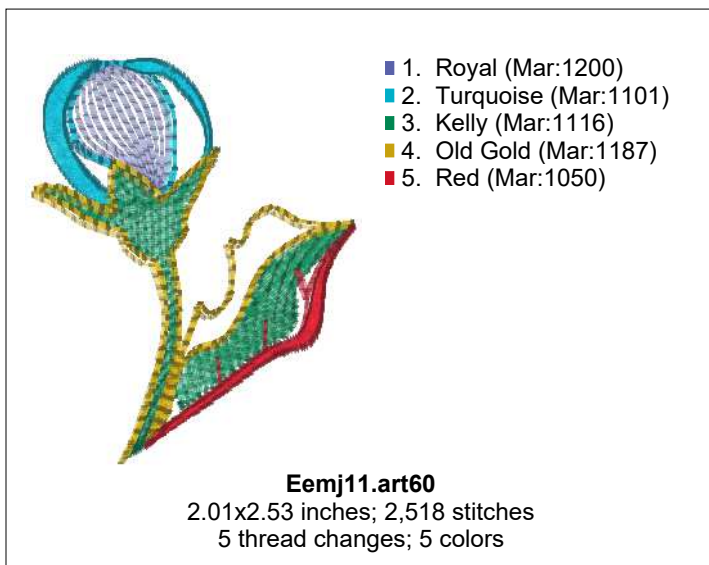 1. Royal (Mar:1200)
2. Turquoise (Mar:1101)
3. Kelly (Mar:1116)
4. Old Gold (Mar:1187)
5. Red (Mar:1050)
Eemj11.art60
2.01x2.53 inches; 2,518 stitches
5 thread changes; 5 colors